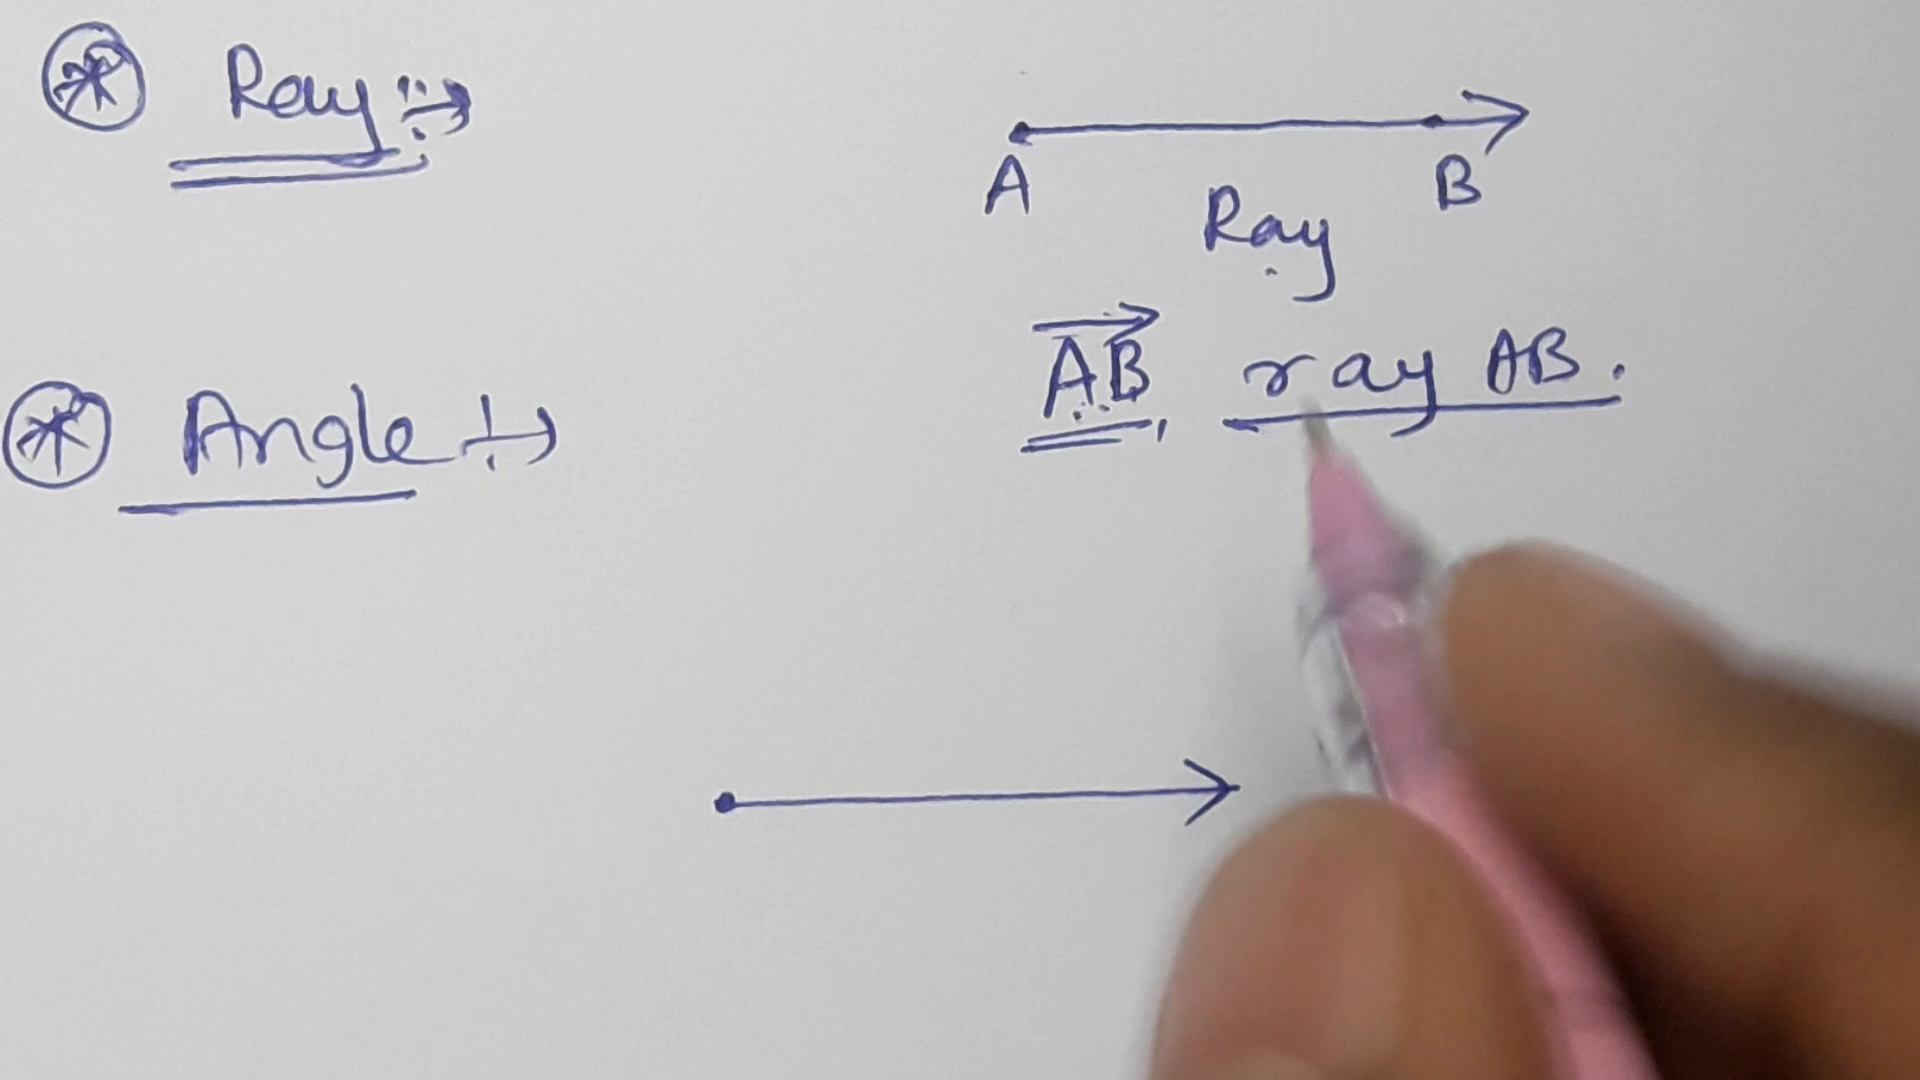 Ray :→
A B
Ray
AB, ray AB.
Angle :→